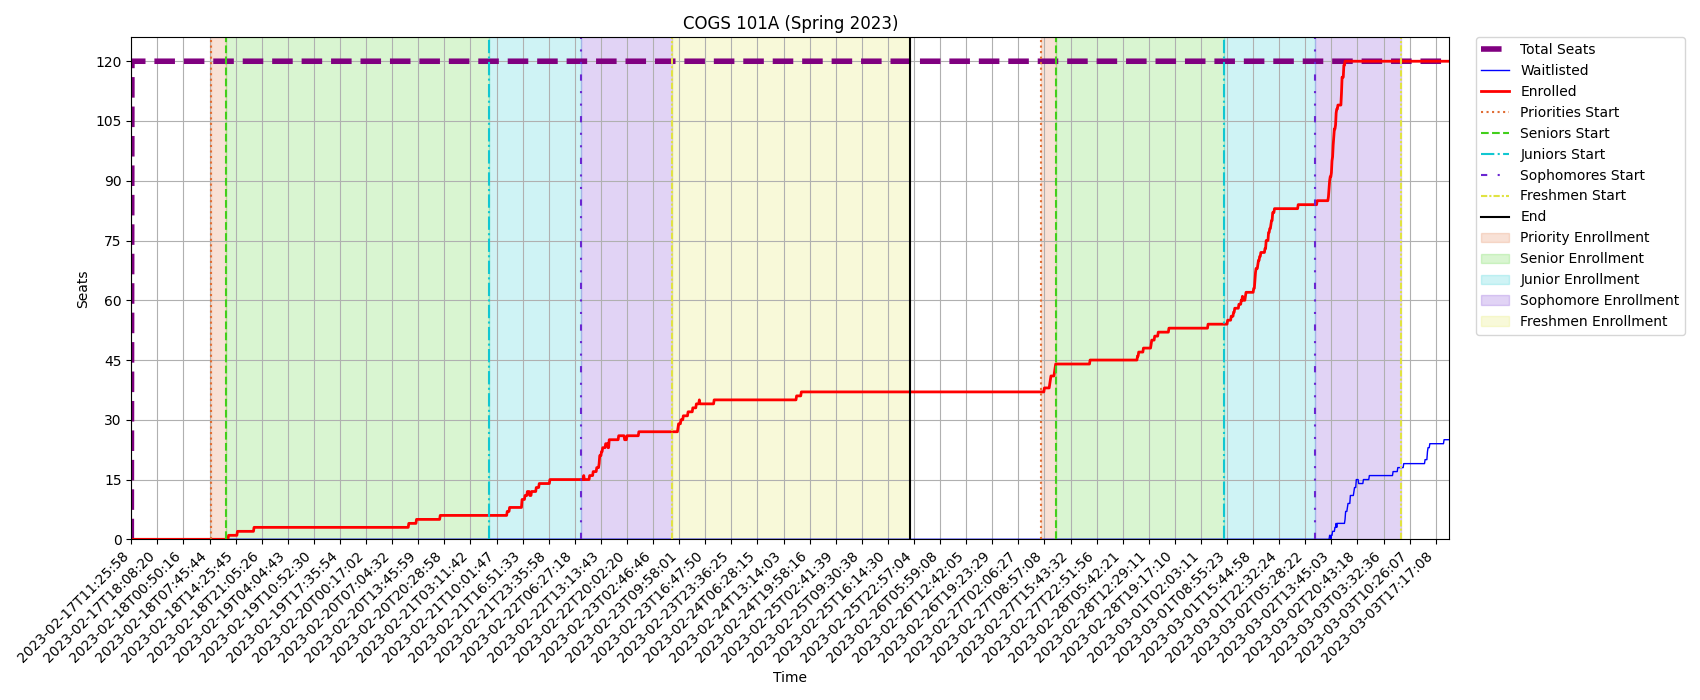 COGS 101A (Spring 2023)
Seats
120
105
90
75
60
45
30
15
0
2023-02-17T11:25:58
2023-02-17T18:08:20
2023-02-18T00:50:16
2023-02-18T07:45:44
2023-02-18T14:25:45
2023-02-18T21:05:26
2023-02-19T04:04:43
2023-02-19T10:52:30
2023-02-19T17:35:54
2023-02-20T00:17:02
2023-02-20T07:04:32
2023-02-20T13:45:59
2023-02-20T20:28:58
2023-02-21T03:11:42
2023-02-21T10:01:47
2023-02-21T16:51:33
2023-02-21T23:35:58
2023-02-22T06:27:18
2023-02-22T13:13:43
2023-02-22T20:02:20
2023-02-23T02:46:46
2023-02-23T09:58:01
2023-02-23T16:47:50
2023-02-23T23:36:25
2023-02-24T06:28:15
2023-02-24T13:14:03
2023-02-24T19:58:16
2023-02-25T02:41:39
2023-02-25T09:30:38
2023-02-25T16:14:30
2023-02-25T22:57:04
2023-02-26T05:59:08
2023-02-26T12:42:05
2023-02-26T19:23:29
2023-02-27T02:06:27
2023-02-27T08:57:08
2023-02-27T15:43:32
2023-02-27T22:51:56
2023-02-28T05:42:21
2023-02-28T12:29:11
2023-02-28T19:17:10
2023-03-01T02:03:11
2023-03-01T08:55:23
2023-03-01T15:44:58
2023-03-01T22:32:24
2023-03-02T05:28:22
2023-03-02T13:45:03
2023-03-02T20:43:18
2023-03-03T03:32:36
2023-03-03T10:26:07
2023-03-03T17:17:08
Time
Total Seats
Waitlisted
Enrolled
Priorities Start
Seniors Start
Juniors Start
Sophomores Start
Freshmen Start
End
Priority Enrollment
Senior Enrollment
Junior Enrollment
Sophomore Enrollment
Freshmen Enrollment